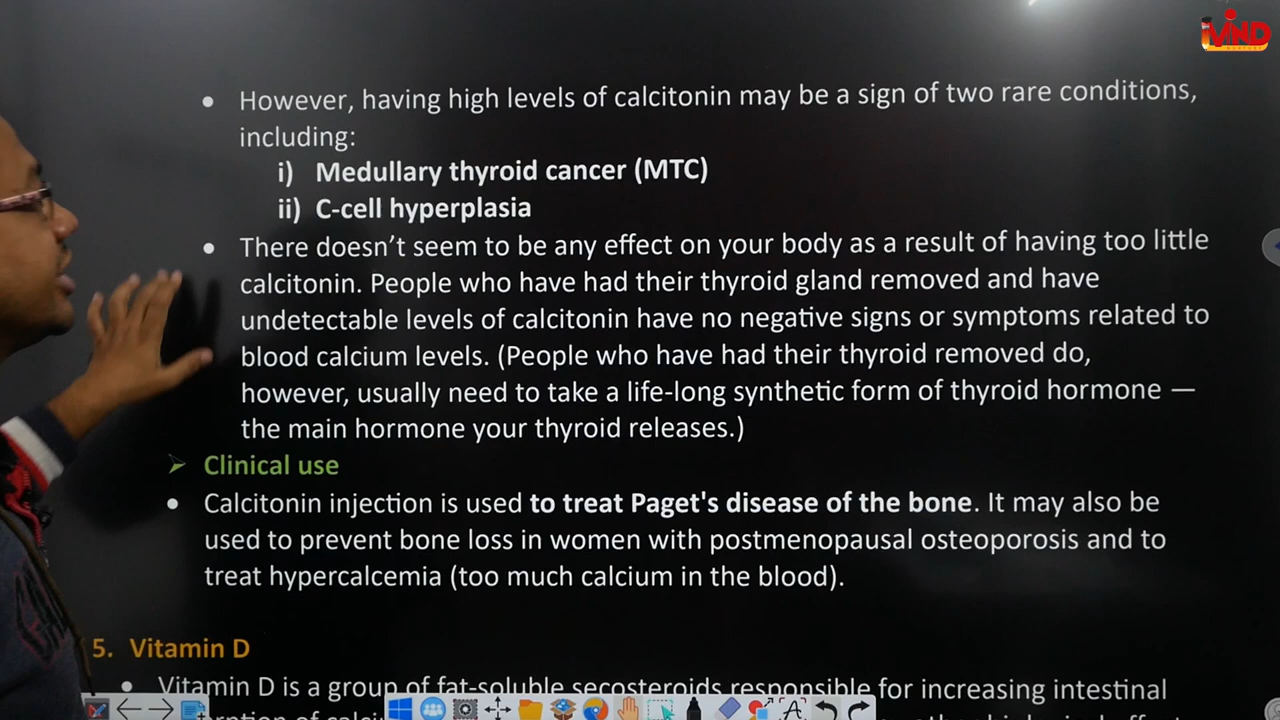 iMND
• However, having high levels of calcitonin may be a sign of two rare conditions,
including:
i) Medullary thyroid cancer (MTC)
ii) C-cell hyperplasia
• There doesn’t seem to be any effect on your body as a result of having too little
calcitonin. People who have had their thyroid gland removed and have
undetectable levels of calcitonin have no negative signs or symptoms related to
blood calcium levels. (People who have had their thyroid removed do,
however, usually need to take a life-long synthetic form of thyroid hormone —
the main hormone your thyroid releases.)
➢ Clinical use
• Calcitonin injection is used to treat Paget's disease of the bone. It may also be
used to prevent bone loss in women with postmenopausal osteoporosis and to
treat hypercalcemia (too much calcium in the blood).
5. Vitamin D
• Vitamin D is a group of fat-soluble secosteroids responsible for increasing intestinal